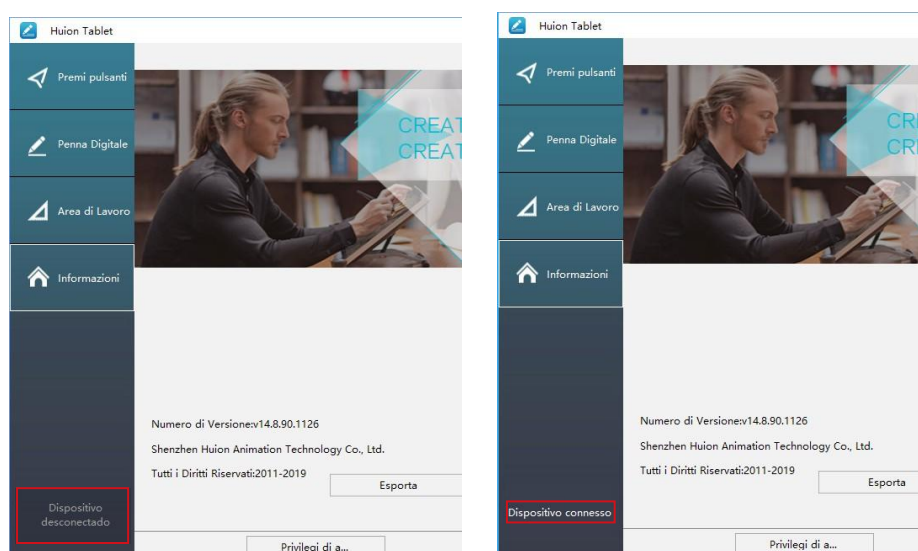 Huion Tablet
Premi pulsanti
Penna Digitale
Area di Lavoro
Informazioni
CREAT
CREAT
Numero di Versione:v14.8.90.1126
Shenzhen Huion Animation Technology Co., Ltd.
Tutti i Diritti Riservati:2011-2019
Esporta
Dispositivo
desconectado
Privilegi di a...
Huion Tablet
Premi pulsanti
Penna Digitale
Area di Lavoro
Informazioni
CRE
CRE
Numero di Versione:v14.8.90.1126
Shenzhen Huion Animation Technology Co., Ltd.
Tutti i Diritti Riservati:2011-2019
Esporta
Dispositivo connesso
Privilegi di a...